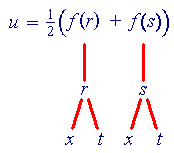 u = 1/2 (f(r) + f(s))
r s
x t x t